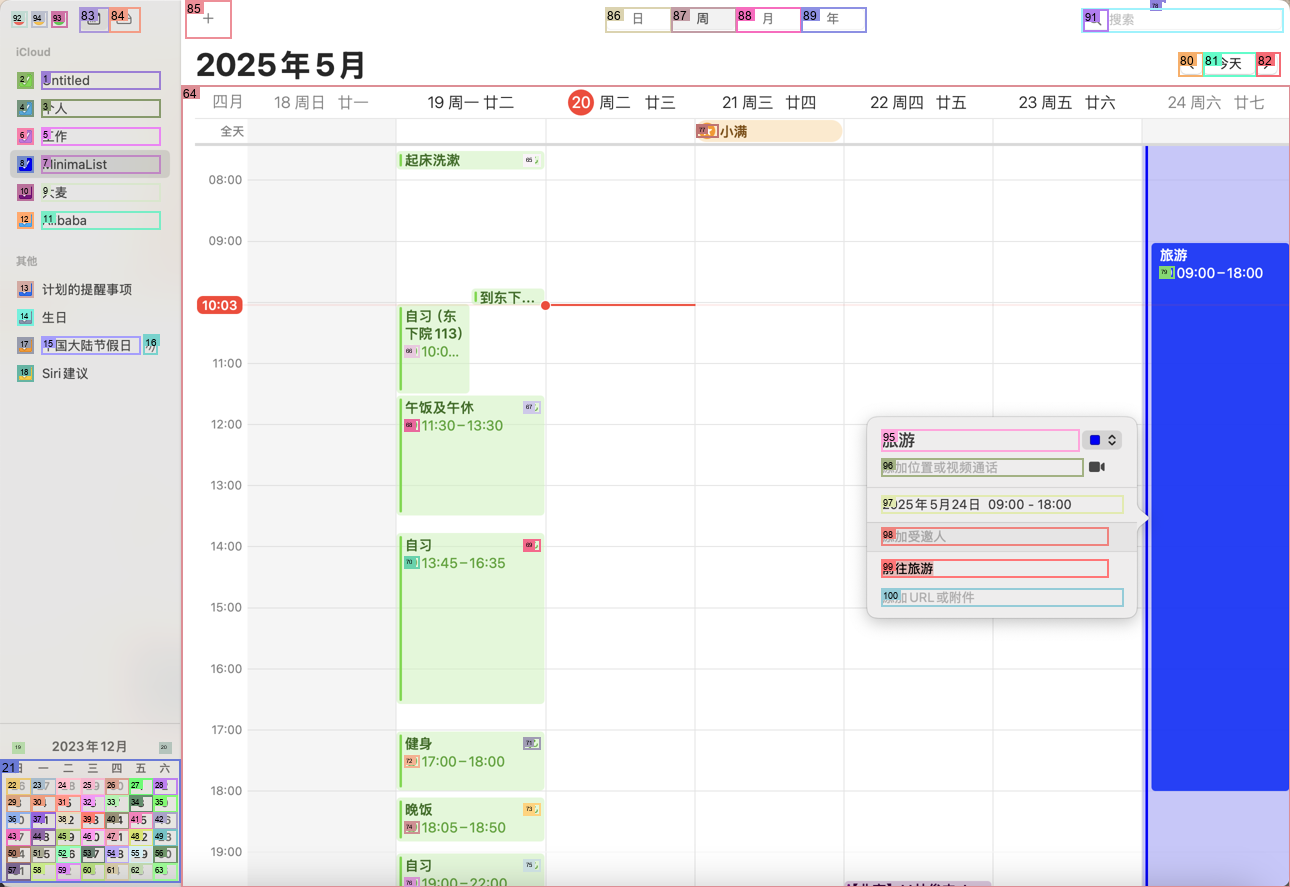 搜索
日 周 月 年
2025年5月
今天
iCloud
Untitled
个人
工作
MinimaList
大麦
Alibaba
其他
计划的提醒事项
生日
中国大陆节假日
Siri建议
2023年12月
日 一 二 三 四 五 六
四月 18 周日 廿一 19 周一 廿二 20 周二 廿三 21 周三 廿四 22 周四 廿五 23 周五 廿六 24 周六 廿七
全天
小满
08:00
09:00
10:03
11:00
12:00
13:00
14:00
15:00
16:00
17:00
18:00
19:00
起床洗漱
到东下...
自习（东
下院113）
10:0...
午饭及午休
11:30–13:30
自习
13:45–16:35
健身
17:00–18:00
晚饭
18:05–18:50
自习
19:00–22:00
旅游
09:00–18:00
旅游
添加位置或视频通话
2025年5月24日 09:00 - 18:00
添加受邀人
前往旅游
添加URL或附件